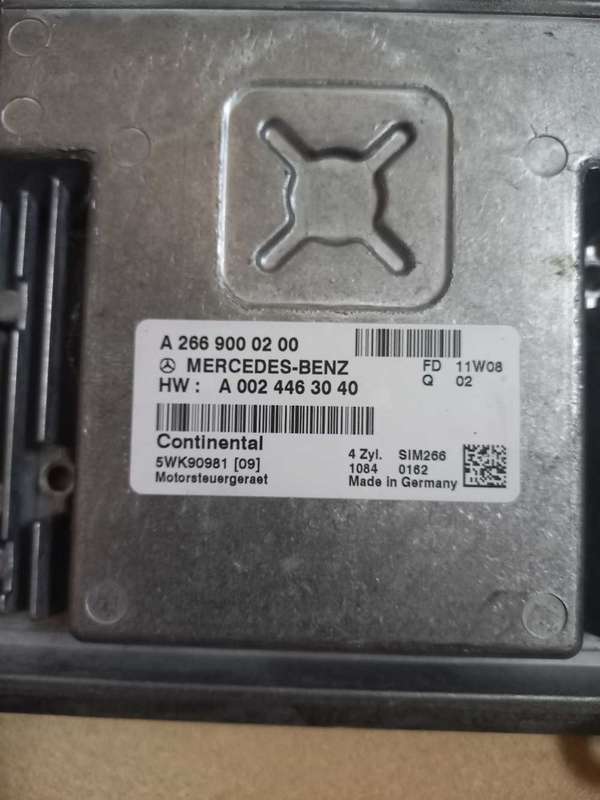 A 266 900 02 00
MERCEDES-BENZ
FD 11W08
HW : A 002 446 30 40
Q 02
Continental
5WK90981 [09]
Motorsteuergeraet
4 Zyl. SIM266
1084 0162
Made in Germany